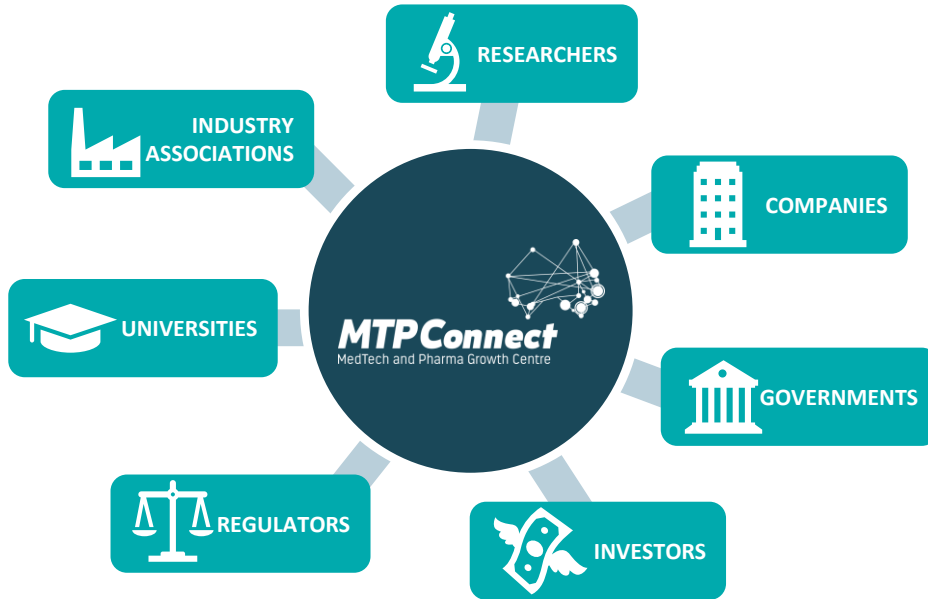 RESEARCHERS
INDUSTRY
ASSOCIATIONS
COMPANIES
MTPConnect
MedTech and Pharma Growth Centre
UNIVERSITIES
GOVERNMENTS
REGULATORS
INVESTORS